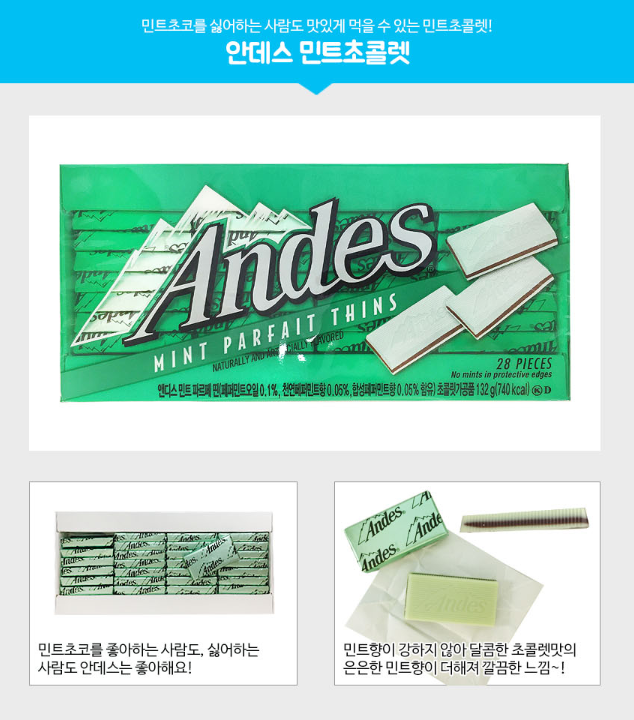 민트초코를 싫어하는 사람도 맛있게 먹을 수 있는 민트초콜렛!
안데스 민트초콜렛
Andes
MINT PARFAIT THINS
NATURALLY AND ARTIFICIALLY FLAVORED
28 PIECES
No mints in protective edges
앤디스 민트 파르페 띤(페퍼민트오일 0.1%, 천연페퍼민트향 0.05%, 합성페퍼민트향 0.05% 함유) 초콜릿가공품 132 g(740 kcal) K D
Andes
Andes
Andes
Andes
민트초코를 좋아하는 사람도, 싫어하는
사람도 안데스는 좋아해요!
민트향이 강하지 않아 달콤한 초콜렛맛의
은은한 민트향이 더해져 깔끔한 느낌~!